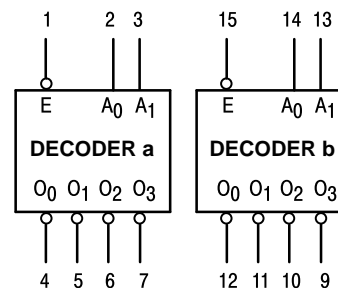 1 2 3 15 14 13
E A0 A1 E A0 A1
DECODER a DECODER b
O0 O1 O2 O3 O0 O1 O2 O3
4 5 6 7 12 11 10 9